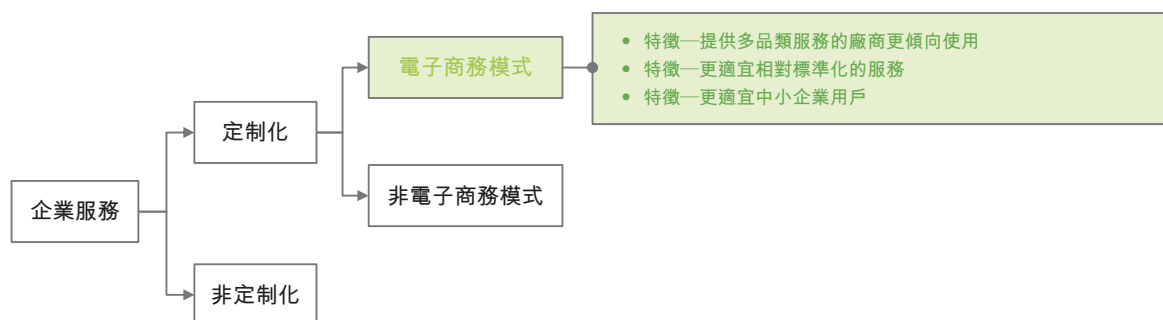 電子商務模式
• 特徵—提供多品類服務的廠商更傾向使用
• 特徵—更適宜相對標準化的服務
• 特徵—更適宜中小企業用戶
定制化
非電子商務模式
企業服務
非定制化